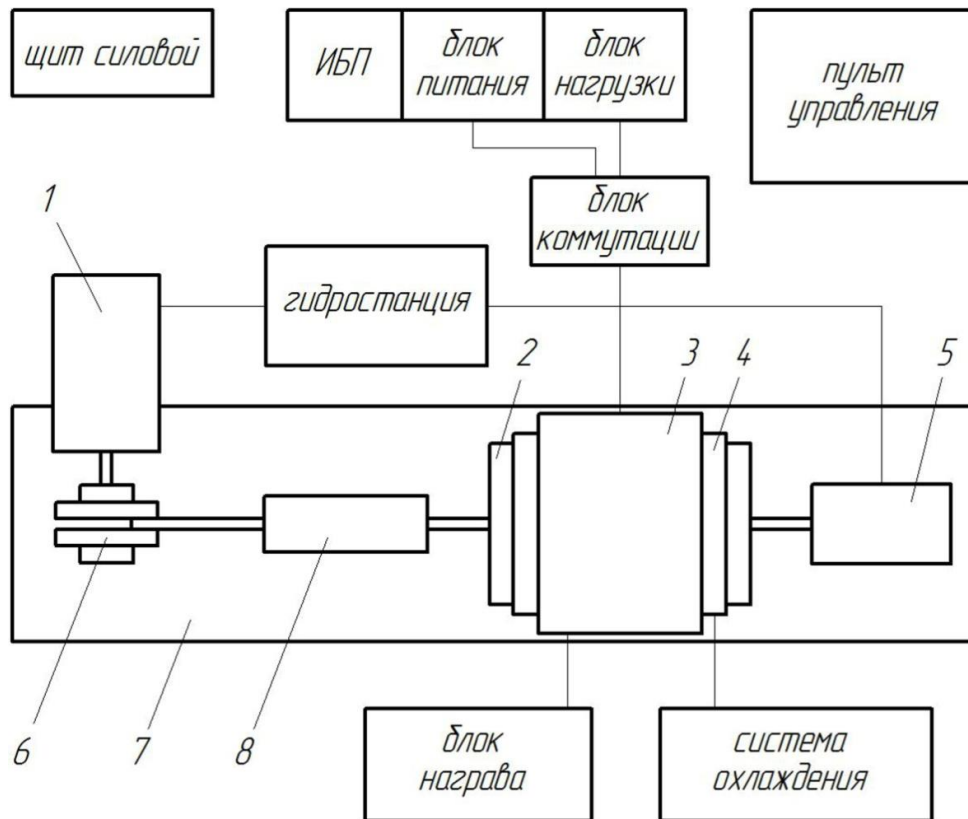 щит силовой
ИБП
блок
питания
блок
нагрузки
пульт
управления
1
блок
коммутации
гидростанция
2
3
4
5
6
7
8
блок
награва
система
охлаждения